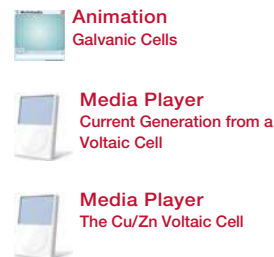 Animation
Galvanic Cells
Media Player
Current Generation from a
Voltaic Cell
Media Player
The Cu/Zn Voltaic Cell